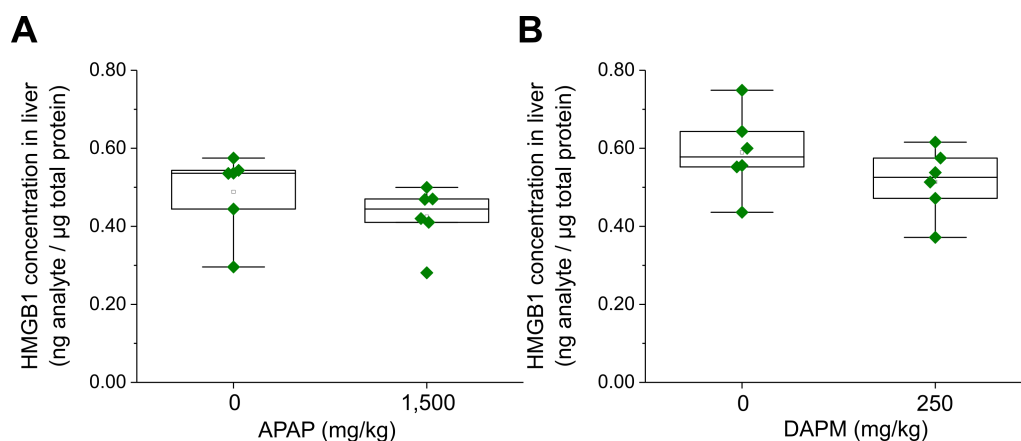 A
HMGB1 concentration in liver
(ng analyte / µg total protein)
0.80
0.60
0.40
0.20
0.00
0
1,500
APAP (mg/kg)
B
HMGB1 concentration in liver
(ng analyte / µg total protein)
0.80
0.60
0.40
0.20
0.00
0
250
DAPM (mg/kg)